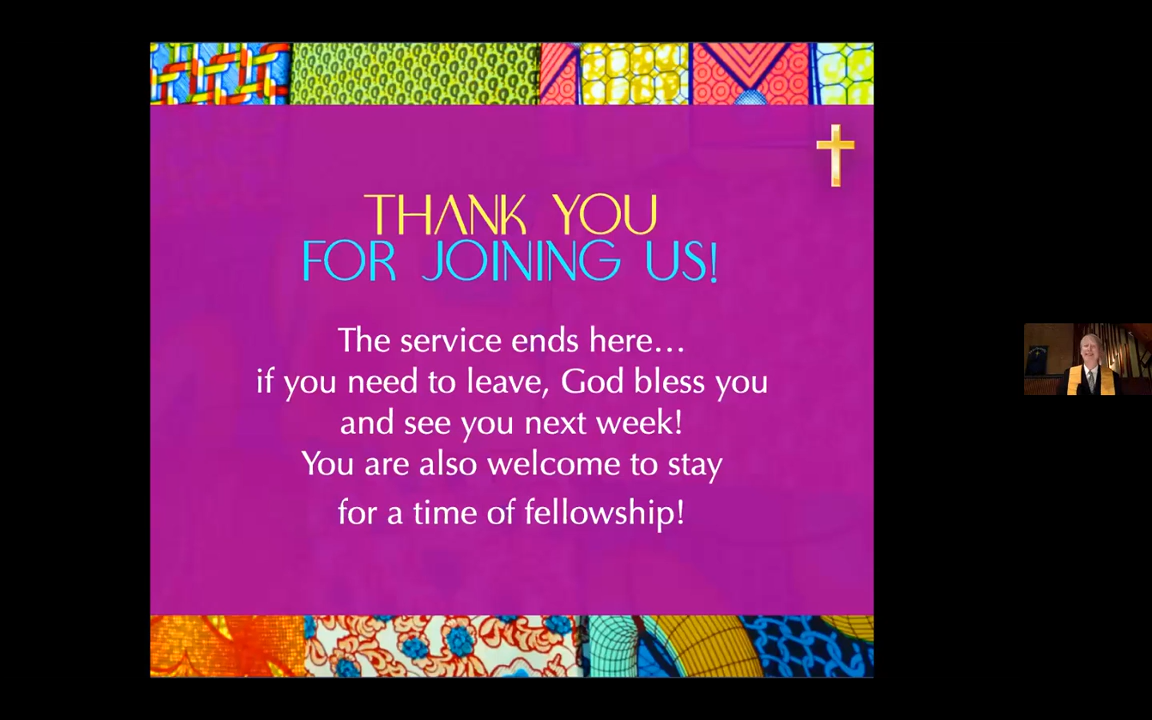 THANK YOU
FOR JOINING US!
The service ends here...
if you need to leave, God bless you
and see you next week!
You are also welcome to stay
for a time of fellowship!